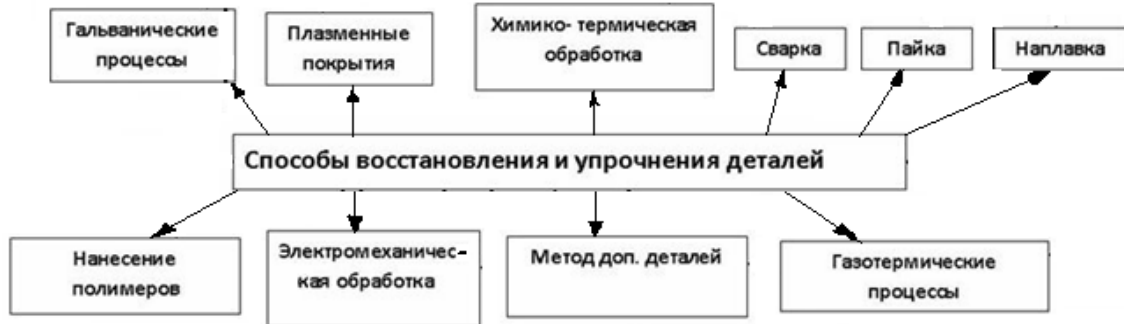 Гальванические
процессы
Плазменные
покрытия
Химико- термическая
обработка
Сварка
Пайка
Наплавка
Способы восстановления и упрочнения деталей
Нанесение
полимеров
Электромеханичес-
кая обработка
Метод доп. деталей
Газотермические
процессы